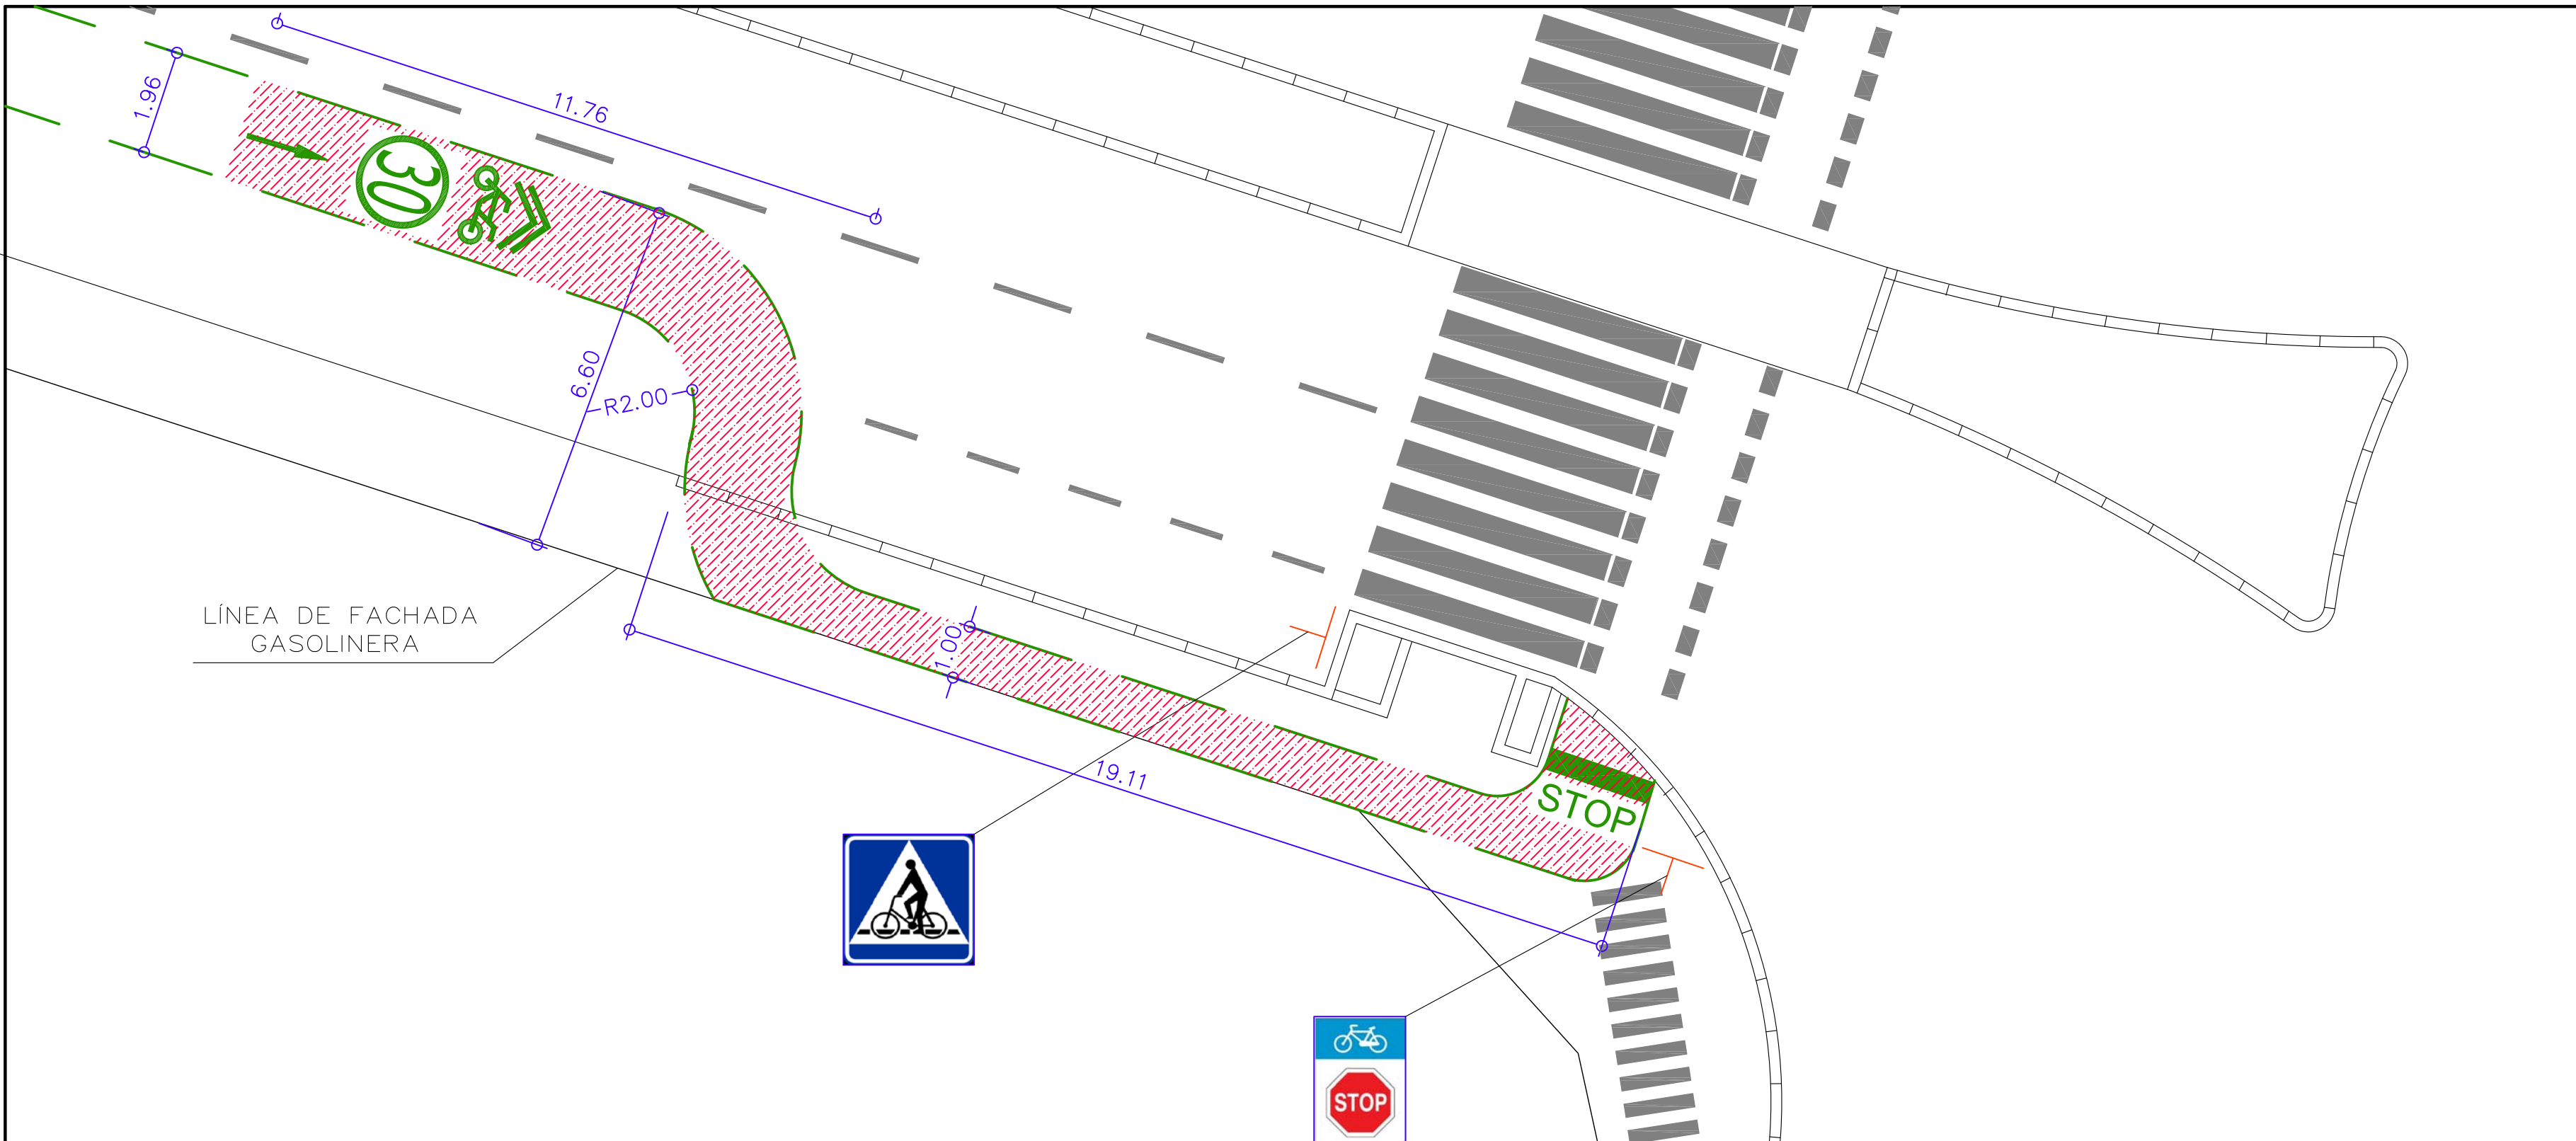 1.96
11.76
30
6.60
R2.00
LÍNEA DE FACHADA
GASOLINERA
1.00
19.11
STOP
STOP